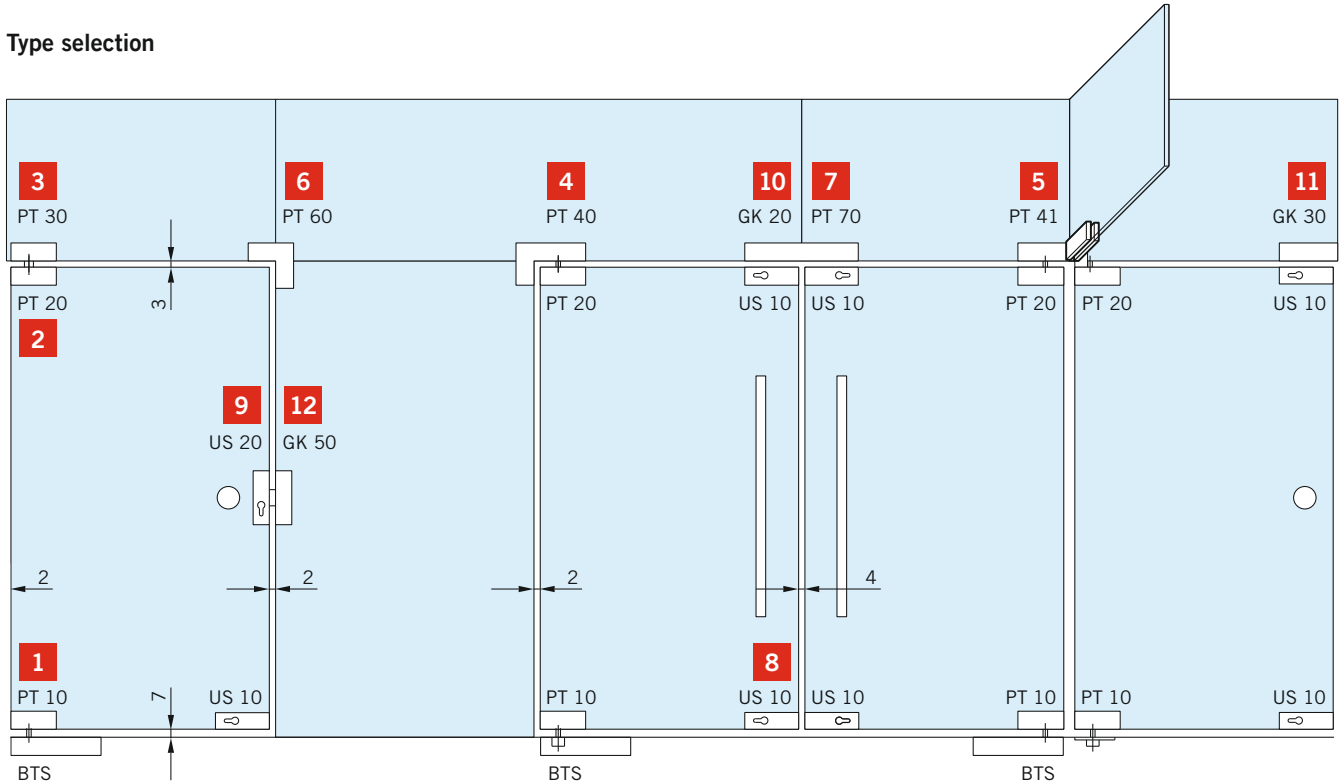 Type selection
3 6 4 10 7 5 11
PT 30 PT 60 PT 40 GK 20 PT 70 PT 41 GK 30
PT 20 3 PT 20 US 10 US 10 PT 20 PT 20 US 10
2
9 12
US 20 GK 50
2 2 2 4
1 8
PT 10 7 US 10 PT 10 US 10 US 10 PT 10 PT 10 US 10
BTS BTS BTS